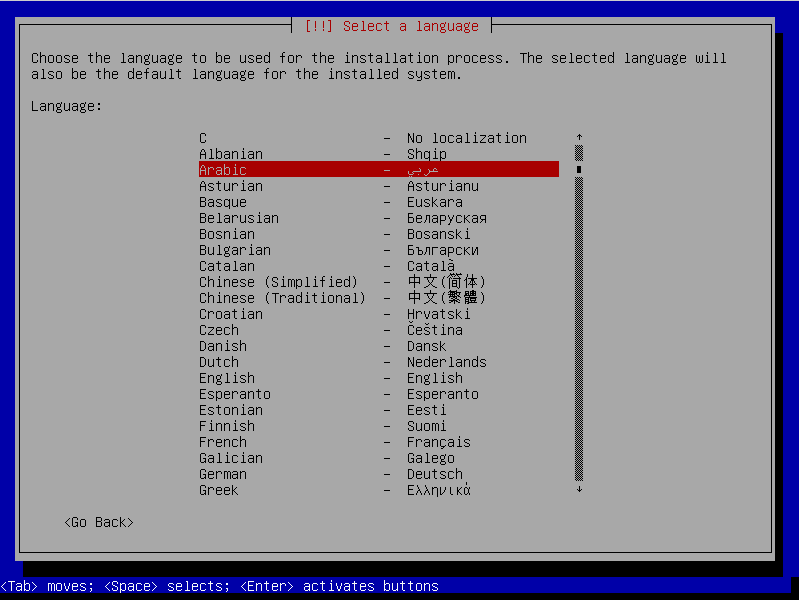 [!!] Select a language
Choose the language to be used for the installation process. The selected language will
also be the default language for the installed system.
Language:
C - No localization
Albanian - Shqip
Arabic - عربي
Asturian - Asturianu
Basque - Euskara
Belarusian - Беларуская
Bosnian - Bosanski
Bulgarian - Български
Catalan - Català
Chinese (Simplified) - 中文(简体)
Chinese (Traditional) - 中文(繁體)
Croatian - Hrvatski
Czech - Čeština
Danish - Dansk
Dutch - Nederlands
English - English
Esperanto - Esperanto
Estonian - Eesti
Finnish - Suomi
French - Français
Galician - Galego
German - Deutsch
Greek - Ελληνικά
<Go Back>
<Tab> moves; <Space> selects; <Enter> activates buttons